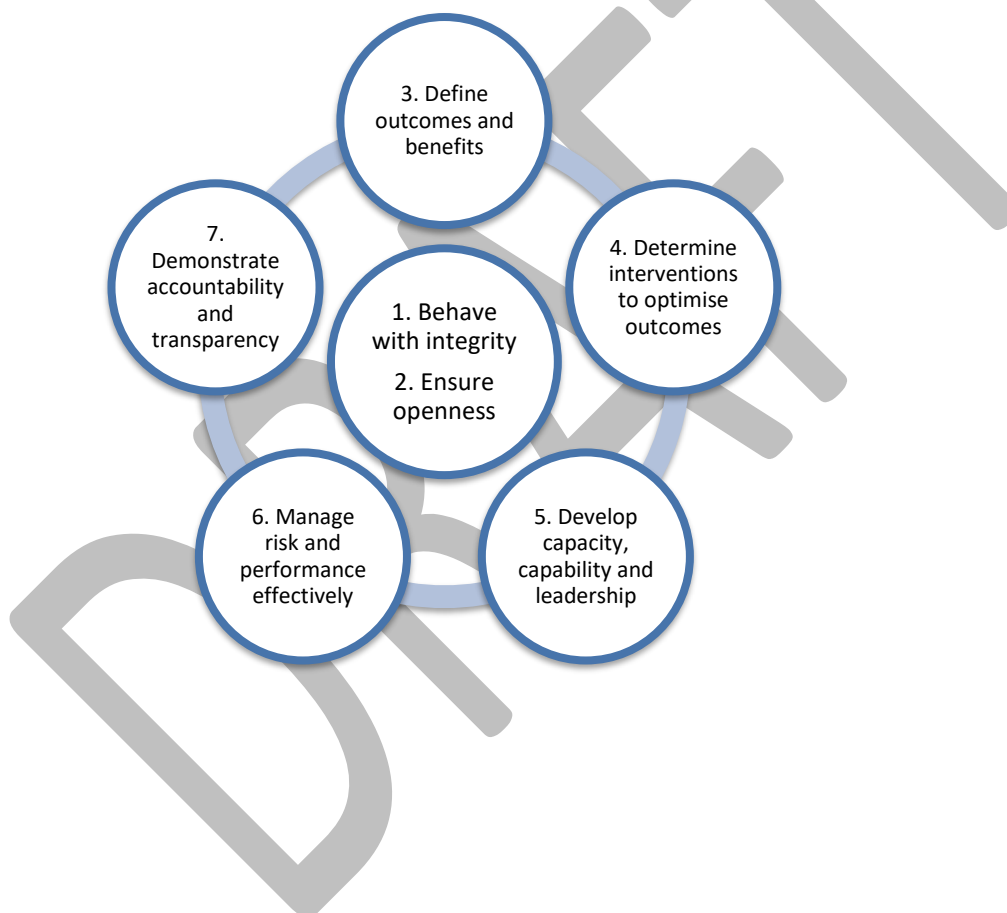 3. Define
outcomes and
benefits
7.
Demonstrate
accountability
and
transparency
4. Determine
interventions
to optimise
outcomes
1. Behave
with integrity
2. Ensure
openness
6. Manage
risk and
performance
effectively
5. Develop
capacity,
capability and
leadership
DRAFT